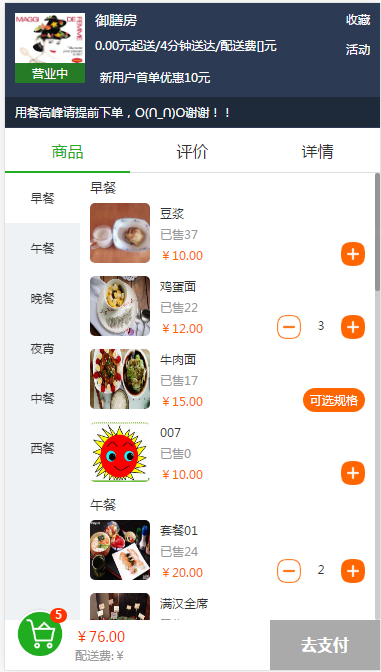 MAGGI DE FEMME
营业中
御膳房
收藏
0.00元起送/4分钟送达/配送费[]元
活动
新用户首单优惠10元
用餐高峰请提前下单，O(∩_∩)O谢谢！！
商品 评价 详情
早餐
午餐
晚餐
夜宵
中餐
西餐
早餐
豆浆
已售37
￥10.00
鸡蛋面
已售22
￥12.00
3
牛肉面
已售17
￥15.00
可选规格
007
已售0
￥10.00
午餐
套餐01
已售24
￥20.00
2
满汉全席
5
￥76.00
配送费:￥
去支付